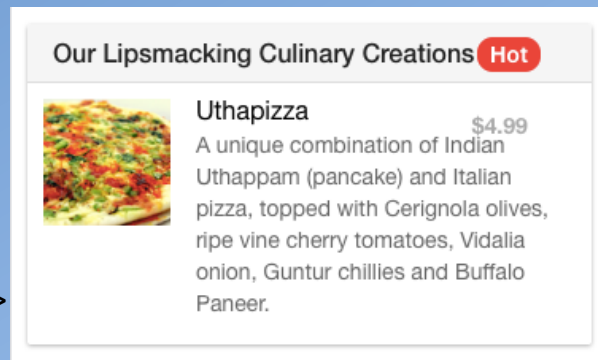 Our Lipsmacking Culinary Creations Hot
Uthapizza
$4.99
A unique combination of Indian
Uthappam (pancake) and Italian
pizza, topped with Cerignola olives,
ripe vine cherry tomatoes, Vidalia
onion, Guntur chillies and Buffalo
Paneer.
>